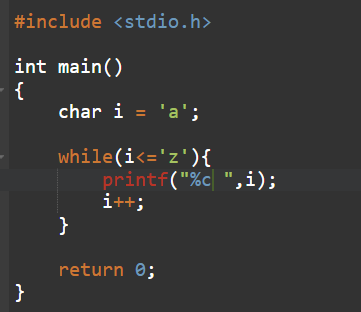 #include <stdio.h>
int main()
{
char i = 'a';
while(i<='z'){
printf("%c ",i);
i++;
}
return 0;
}